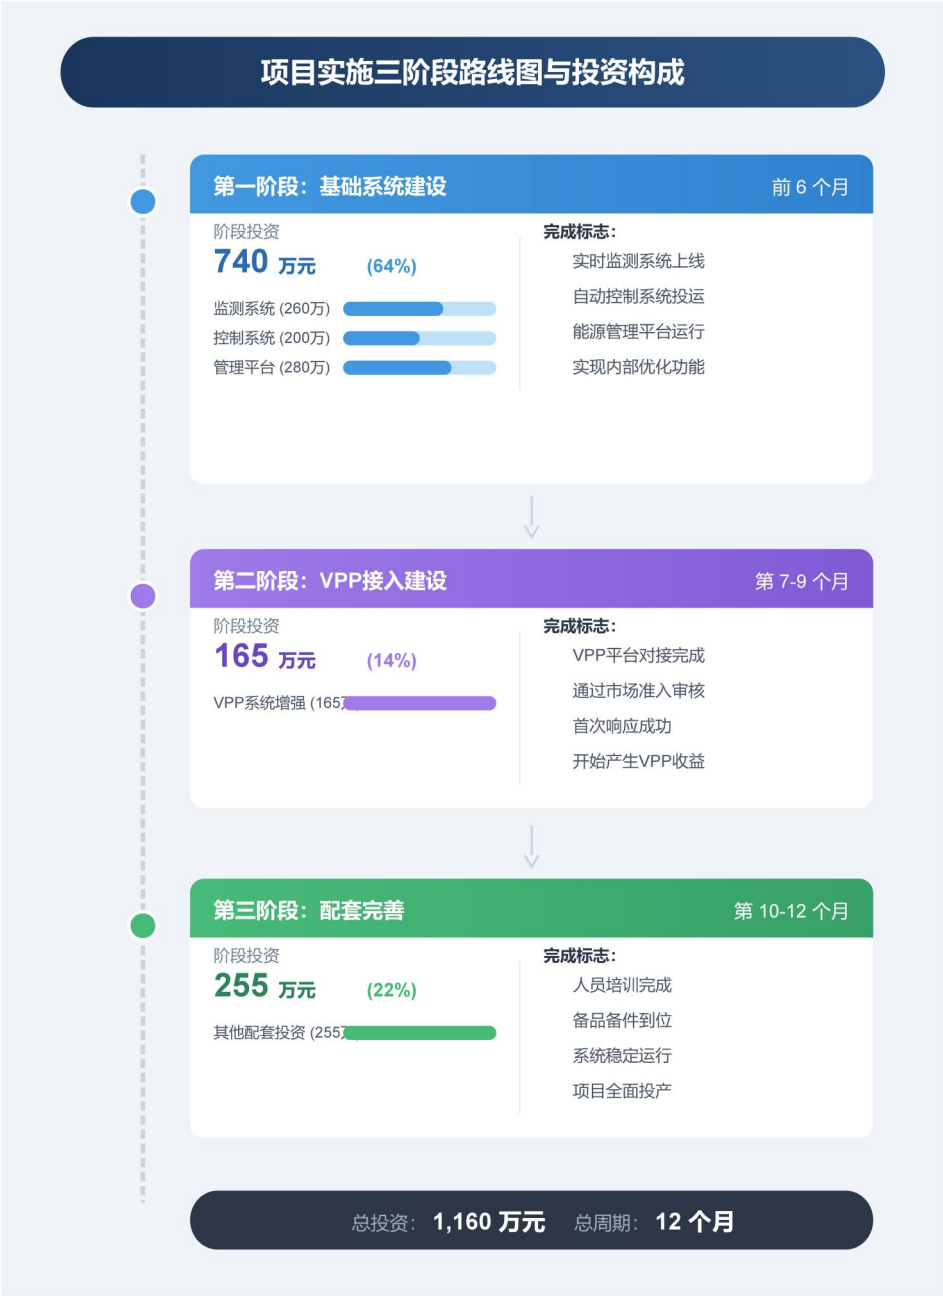 项目实施三阶段路线图与投资构成
第一阶段：基础系统建设
前 6 个月
阶段投资
740 万元 (64%)
监测系统 (260万)
控制系统 (200万)
管理平台 (280万)
完成标志：
实时监测系统上线
自动控制系统投运
能源管理平台运行
实现内部优化功能
第二阶段：VPP接入建设
第 7-9 个月
阶段投资
165 万元 (14%)
VPP系统增强 (165
完成标志：
VPP平台对接完成
通过市场准入审核
首次响应成功
开始产生VPP收益
第三阶段：配套完善
第 10-12 个月
阶段投资
255 万元 (22%)
其他配套投资 (255
完成标志：
人员培训完成
备品备件到位
系统稳定运行
项目全面投产
总投资： 1,160 万元 总周期： 12 个月